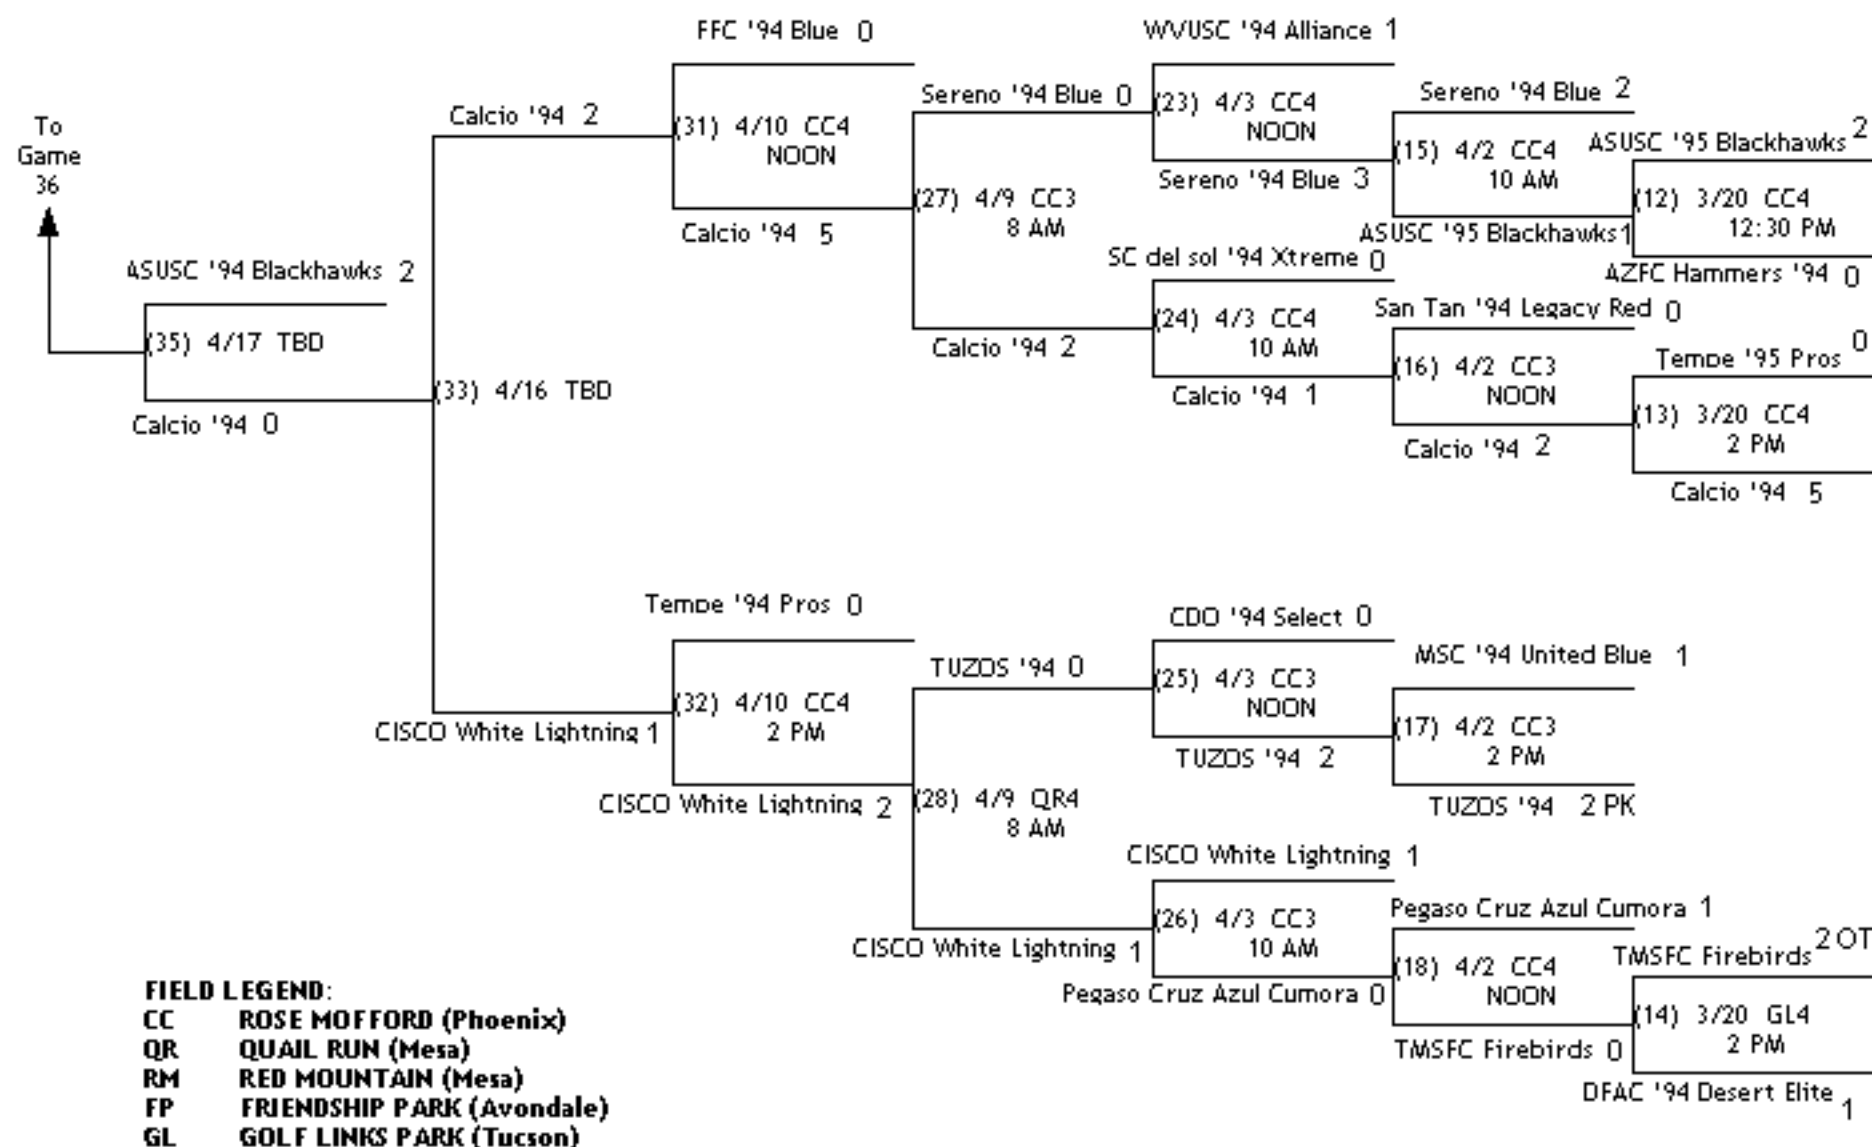 FFC '94 Blue 0
WVUSC '94 Alliance 1
Calcio '94 2
Sereno '94 Blue 0
(23) 4/3 CC4
NOON
Sereno '94 Blue 2
To
Game
36
(31) 4/10 CC4
NOON
Sereno '94 Blue 3
(15) 4/2 CC4
10 AM
ASUSC '95 Blackhawks 2
(27) 4/9 CC3
8 AM
(12) 3/20 CC4
12:30 PM
Calcio '94 5
ASUSC '95 Blackhawks 1
ASUSC '94 Blackhawks 2
SC del sol '94 Xtreme 0
AZFC Hammers '94 0
(35) 4/17 TBD
(24) 4/3 CC4
10 AM
San Tan '94 Legacy Red 0
Calcio '94 2
Tempe '95 Pros 0
(33) 4/16 TBD
Calcio '94 1
(16) 4/2 CC3
NOON
Calcio '94 0
(13) 3/20 CC4
2 PM
Calcio '94 2
Calcio '94 5
Tempe '94 Pros 0
CDO '94 Select 0
TUZOS '94 0
MSC '94 United Blue 1
(32) 4/10 CC4
2 PM
(25) 4/3 CC3
NOON
CISCO White Lightning 1
TUZOS '94 2
(17) 4/2 CC3
2 PM
CISCO White Lightning 2
(28) 4/9 QR4
8 AM
TUZOS '94 2 PK
CISCO White Lightning 1
(26) 4/3 CC3
10 AM
Pegaso Cruz Azul Cumora 1
CISCO White Lightning 1
TMSFC Firebirds 2 OT
Pegaso Cruz Azul Cumora 0
(18) 4/2 CC4
NOON
(14) 3/20 GL4
2 PM
TMSFC Firebirds 0
DFAC '94 Desert Elite 1
FIELD LEGEND:
CC ROSE MOFFORD (Phoenix)
QR QUAIL RUN (Mesa)
RM RED MOUNTAIN (Mesa)
FP FRIENDSHIP PARK (Avondale)
GL GOLF LINKS PARK (Tucson)